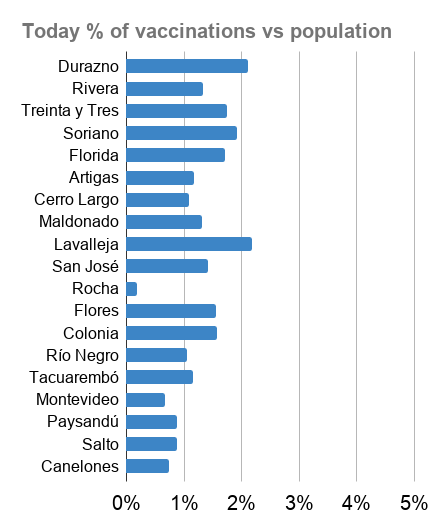 Today % of vaccinations vs population
Durazno
Rivera
Treinta y Tres
Soriano
Florida
Artigas
Cerro Largo
Maldonado
Lavalleja
San José
Rocha
Flores
Colonia
Río Negro
Tacuarembó
Montevideo
Paysandú
Salto
Canelones
0% 1% 2% 3% 4% 5%